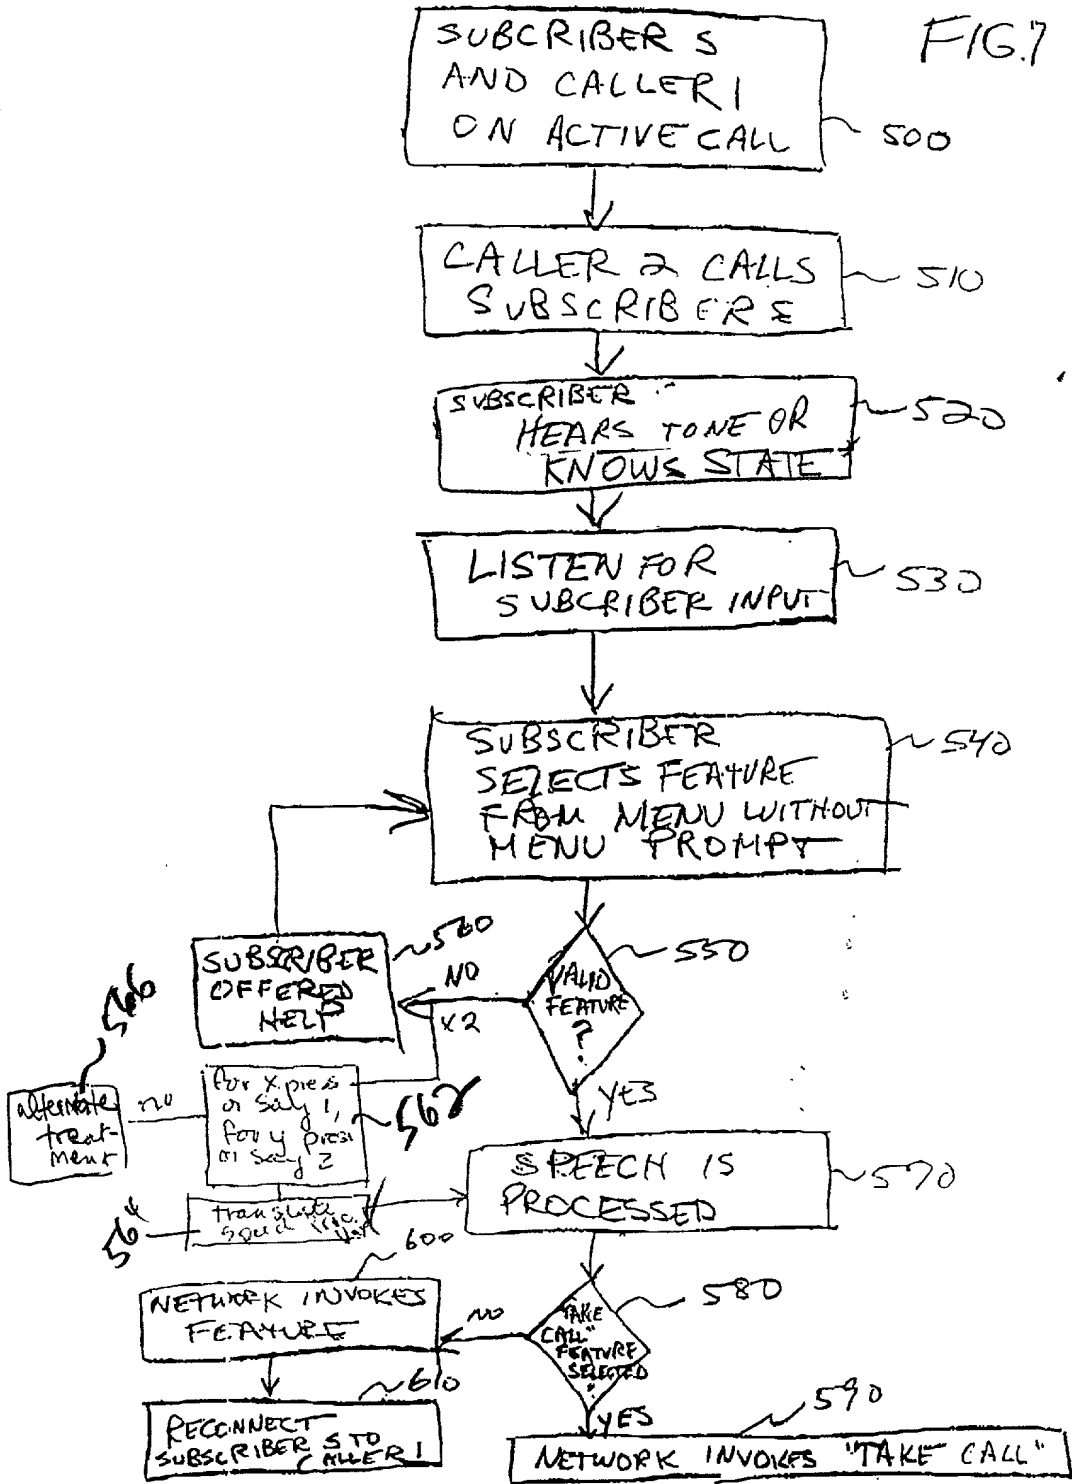 FIG.7
SUBCRIBER S
AND CALLER 1
ON ACTIVE CALL
500
CALLER 2 CALLS
SUBSCRIBER S
510
SUBSCRIBER
HEARS TONE OR
KNOWS STATE
520
LISTEN FOR
SUBCRIBER INPUT
530
SUBSCRIBER
SELECTS FEATURE
FROM MENU WITHOUT
MENU PROMPT
540
SUBSCRIBER
OFFERED
HELP
560
NO
X2
VALID
FEATURE
?
550
YES
566
alternate
treat-
ment
no
for x press
or say 1,
for y press
or say 2
562
translate
564
SPEECH IS
PROCESSED
570
600
NETWORK INVOKES
FEATURE
NO
"TAKE
CALL"
FEATURE
SELECTED
?
580
YES
610
RECONNECT
SUBSCRIBER S TO
CALLER 1
590
NETWORK INVOKES "TAKE CALL"